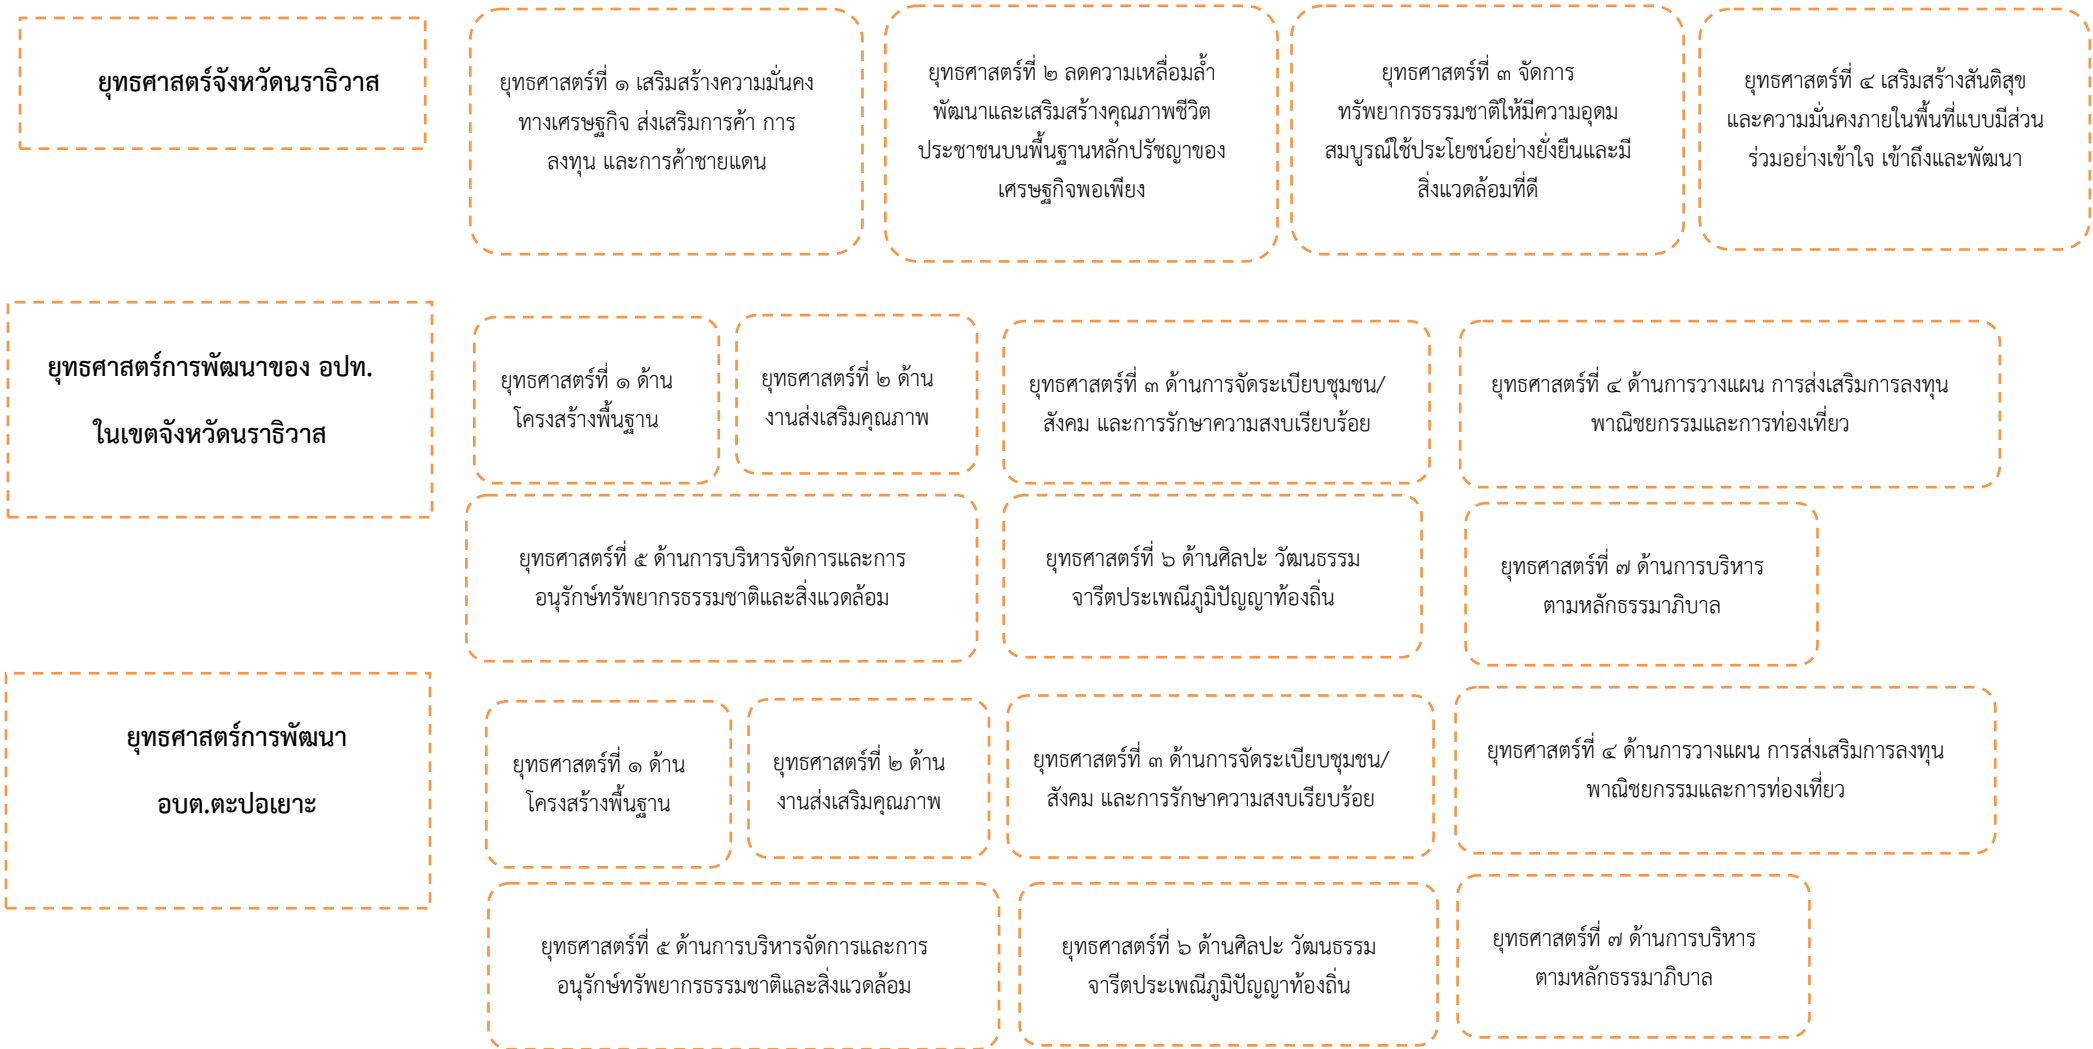 ยุทธศาสตร์จังหวัดนราธิวาส
ยุทธศาสตร์ที่ ๑ เสริมสร้างความมั่นคง
ทางเศรษฐกิจ ส่งเสริมการค้า การ
ลงทุน และการค้าชายแดน
ยุทธศาสตร์ที่ ๒ ลดความเหลื่อมล้ำ
พัฒนาและเสริมสร้างคุณภาพชีวิต
ประชาชนบนพื้นฐานหลักปรัชญาของ
เศรษฐกิจพอเพียง
ยุทธศาสตร์ที่ ๓ จัดการ
ทรัพยากรธรรมชาติให้มีความอุดม
สมบูรณ์ใช้ประโยชน์อย่างยั่งยืนและมี
สิ่งแวดล้อมที่ดี
ยุทธศาสตร์ที่ ๔ เสริมสร้างสันติสุข
และความมั่นคงภายในพื้นที่แบบมีส่วน
ร่วมอย่างเข้าใจ เข้าถึงและพัฒนา
ยุทธศาสตร์การพัฒนาของ อปท.
ในเขตจังหวัดนราธิวาส
ยุทธศาสตร์ที่ ๑ ด้าน
โครงสร้างพื้นฐาน
ยุทธศาสตร์ที่ ๒ ด้าน
งานส่งเสริมคุณภาพ
ยุทธศาสตร์ที่ ๓ ด้านการจัดระเบียบชุมชน/
สังคม และการรักษาความสงบเรียบร้อย
ยุทธศาสตร์ที่ ๔ ด้านการวางแผน การส่งเสริมการลงทุน
พาณิชยกรรมและการท่องเที่ยว
ยุทธศาสตร์ที่ ๕ ด้านการบริหารจัดการและการ
อนุรักษ์ทรัพยากรธรรมชาติและสิ่งแวดล้อม
ยุทธศาสตร์ที่ ๖ ด้านศิลปะ วัฒนธรรม
จารีตประเพณีภูมิปัญญาท้องถิ่น
ยุทธศาสตร์ที่ ๗ ด้านการบริหาร
ตามหลักธรรมาภิบาล
ยุทธศาสตร์การพัฒนา
อบต.ตะปอเยาะ
ยุทธศาสตร์ที่ ๑ ด้าน
โครงสร้างพื้นฐาน
ยุทธศาสตร์ที่ ๒ ด้าน
งานส่งเสริมคุณภาพ
ยุทธศาสตร์ที่ ๓ ด้านการจัดระเบียบชุมชน/
สังคม และการรักษาความสงบเรียบร้อย
ยุทธศาสตร์ที่ ๔ ด้านการวางแผน การส่งเสริมการลงทุน
พาณิชยกรรมและการท่องเที่ยว
ยุทธศาสตร์ที่ ๕ ด้านการบริหารจัดการและการ
อนุรักษ์ทรัพยากรธรรมชาติและสิ่งแวดล้อม
ยุทธศาสตร์ที่ ๖ ด้านศิลปะ วัฒนธรรม
จารีตประเพณีภูมิปัญญาท้องถิ่น
ยุทธศาสตร์ที่ ๗ ด้านการบริหาร
ตามหลักธรรมาภิบาล